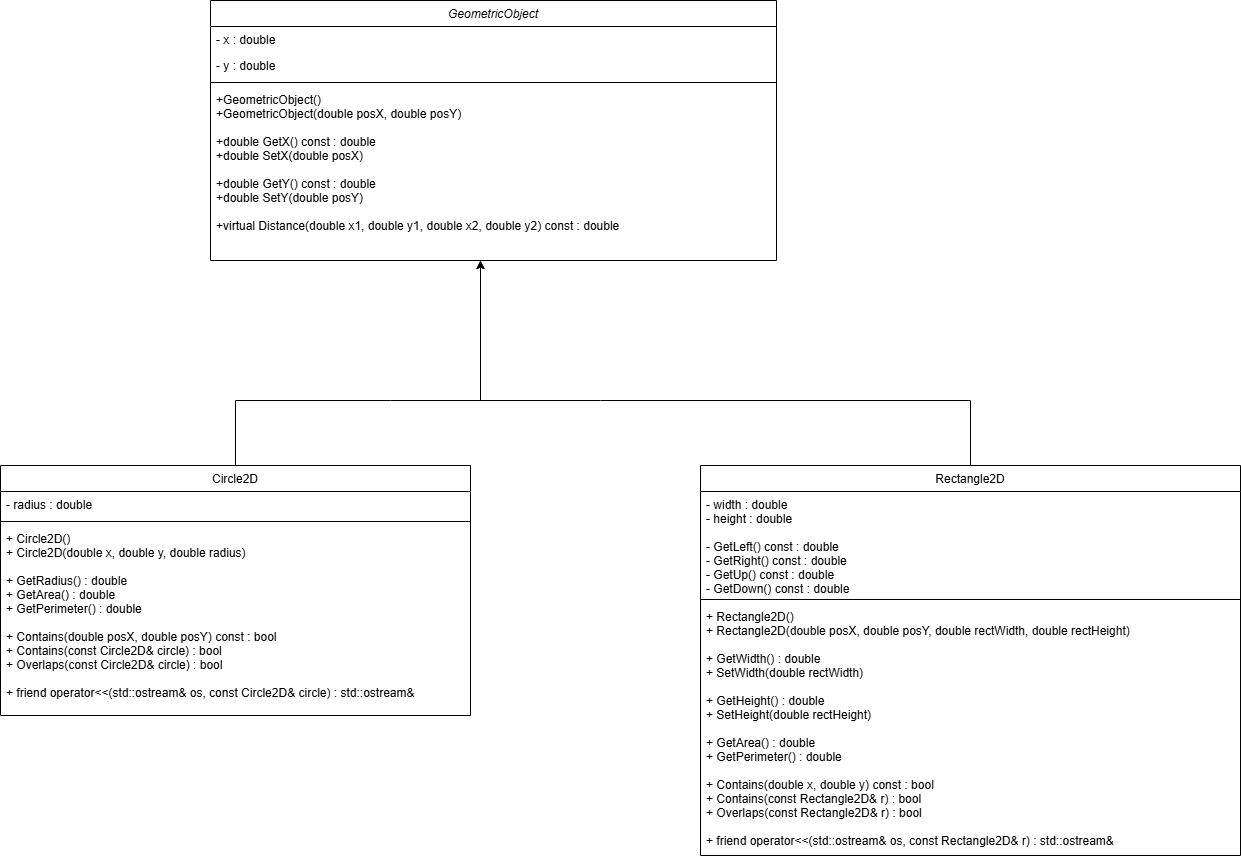 GeometricObject
- x : double
- y : double
+GeometricObject()
+GeometricObject(double posX, double posY)
+double GetX() const : double
+double SetX(double posX)
+double GetY() const : double
+double SetY(double posY)
+virtual Distance(double x1, double y1, double x2, double y2) const : double
Circle2D
- radius : double
+ Circle2D()
+ Circle2D(double x, double y, double radius)
+ GetRadius() : double
+ GetArea() : double
+ GetPerimeter() : double
+ Contains(double posX, double posY) const : bool
+ Contains(const Circle2D& circle) : bool
+ Overlaps(const Circle2D& circle) : bool
+ friend operator<<(std::ostream& os, const Circle2D& circle) : std::ostream&
Rectangle2D
- width : double
- height : double
- GetLeft() const : double
- GetRight() const : double
- GetUp() const : double
- GetDown() const : double
+ Rectangle2D()
+ Rectangle2D(double posX, double posY, double rectWidth, double rectHeight)
+ GetWidth() : double
+ SetWidth(double rectWidth)
+ GetHeight() : double
+ SetHeight(double rectHeight)
+ GetArea() : double
+ GetPerimeter() : double
+ Contains(double x, double y) const : bool
+ Contains(const Rectangle2D& r) : bool
+ Overlaps(const Rectangle2D& r) : bool
+ friend operator<<(std::ostream& os, const Rectangle2D& r) : std::ostream&